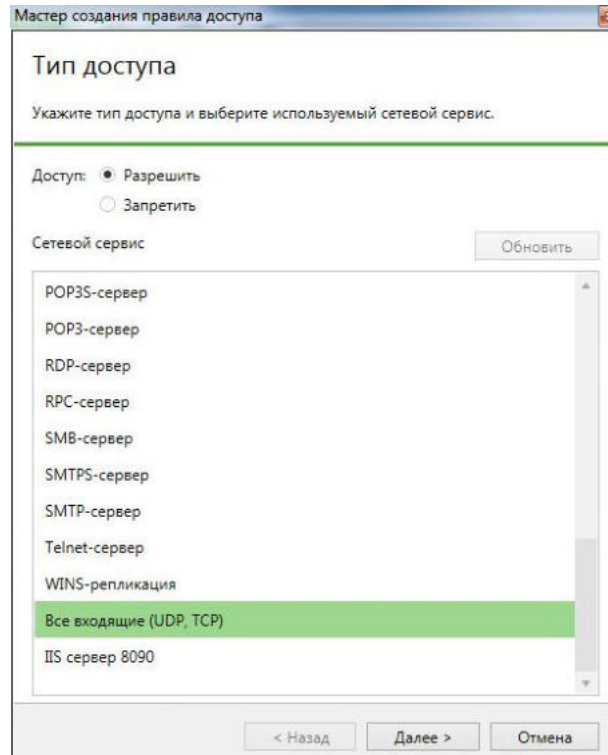 Мастер создания правила доступа
Тип доступа
Укажите тип доступа и выберите используемый сетевой сервис.
Доступ: Разрешить
Запретить
Сетевой сервис Обновить
POP3S-сервер
POP3-сервер
RDP-сервер
RPC-сервер
SMB-сервер
SMTPS-сервер
SMTP-сервер
Telnet-сервер
WINS-репликация
Все входящие (UDP, TCP)
IIS сервер 8090
< Назад Далее > Отмена